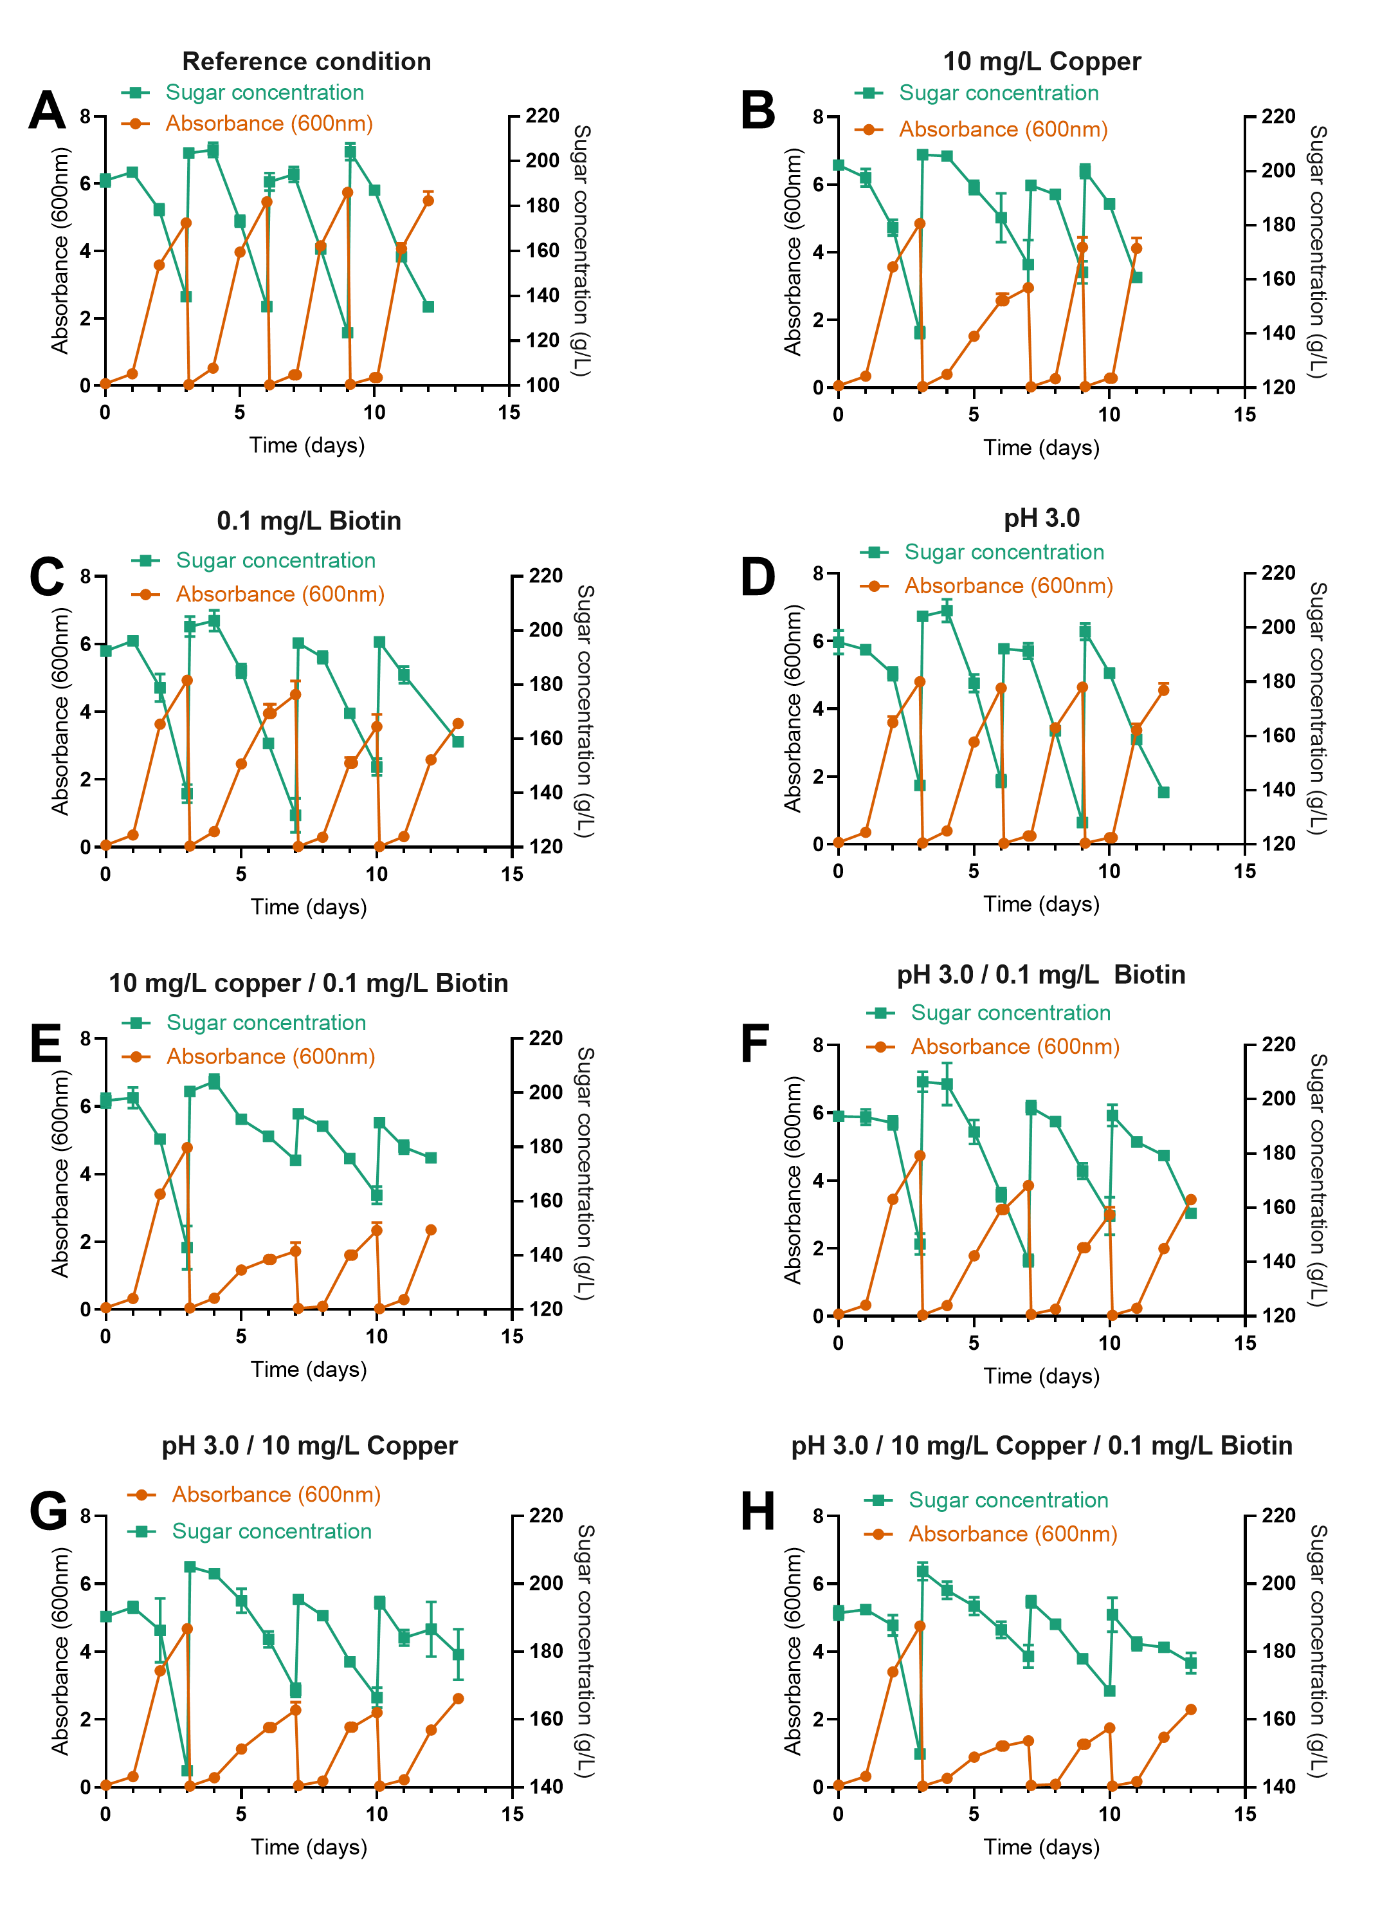 Reference condition
A
Sugar concentration
Absorbance (600nm)
8
6
4
2
0
Absorbance (600nm)
220
200
180
160
140
120
100
Sugar concentration (g/L)
0 5 10 15
Time (days)
10 mg/L Copper
B
Sugar concentration
Absorbance (600nm)
8
6
4
2
0
Absorbance (600nm)
220
200
180
160
140
120
Sugar concentration (g/L)
0 5 10 15
Time (days)
0.1 mg/L Biotin
C
Sugar concentration
Absorbance (600nm)
8
6
4
2
0
Absorbance (600nm)
220
200
180
160
140
120
Sugar concentration (g/L)
0 5 10 15
Time (days)
pH 3.0
D
Sugar concentration
Absorbance (600nm)
8
6
4
2
0
Absorbance (600nm)
220
200
180
160
140
120
Sugar concentration (g/L)
0 5 10 15
Time (days)
10 mg/L copper / 0.1 mg/L Biotin
E
Sugar concentration
Absorbance (600nm)
8
6
4
2
0
Absorbance (600nm)
220
200
180
160
140
120
Sugar concentration (g/L)
0 5 10 15
Time (days)
pH 3.0 / 0.1 mg/L Biotin
F
Sugar concentration
Absorbance (600nm)
8
6
4
2
0
Absorbance (600nm)
220
200
180
160
140
120
Sugar concentration (g/L)
0 5 10 15
Time (days)
pH 3.0 / 10 mg/L Copper
G
Absorbance (600nm)
Sugar concentration
8
6
4
2
0
Absorbance (600nm)
220
200
180
160
140
Sugar concentration (g/L)
0 5 10 15
Time (days)
pH 3.0 / 10 mg/L Copper / 0.1 mg/L Biotin
H
Sugar concentration
Absorbance (600nm)
8
6
4
2
0
Absorbance (600nm)
220
200
180
160
140
Sugar concentration (g/L)
0 5 10 15
Time (days)